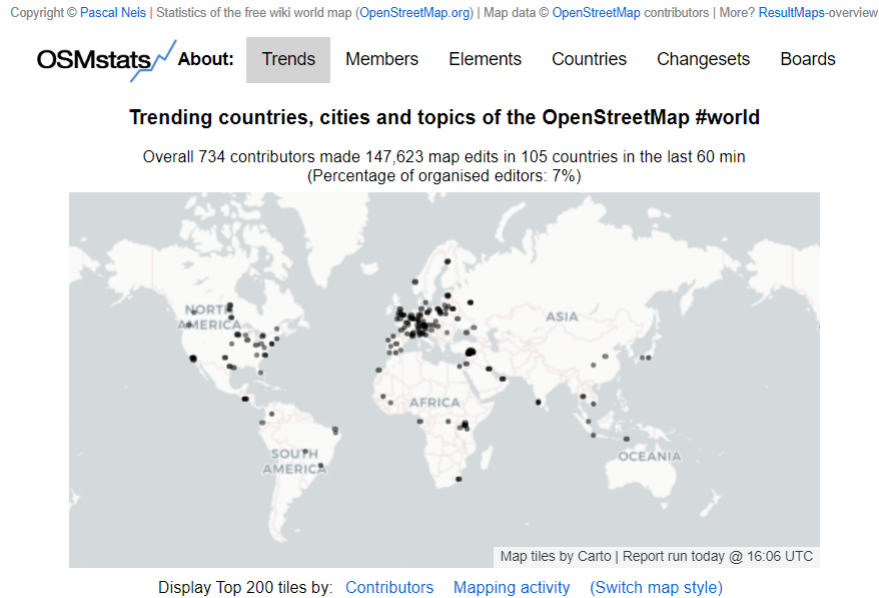 Copyright © Pascal Neis | Statistics of the free wiki world map (OpenStreetMap.org) | Map data © OpenStreetMap contributors | More? ResultMaps-overview
OSMstats About: Trends Members Elements Countries Changesets Boards
Trending countries, cities and topics of the OpenStreetMap #world
Overall 734 contributors made 147,623 map edits in 105 countries in the last 60 min
(Percentage of organised editors: 7%)
NORTH
AMERICA
ASIA
AFRICA
SOUTH
AMERICA
OCEANIA
Map tiles by Carto | Report run today @ 16:06 UTC
Display Top 200 tiles by: Contributors Mapping activity (Switch map style)